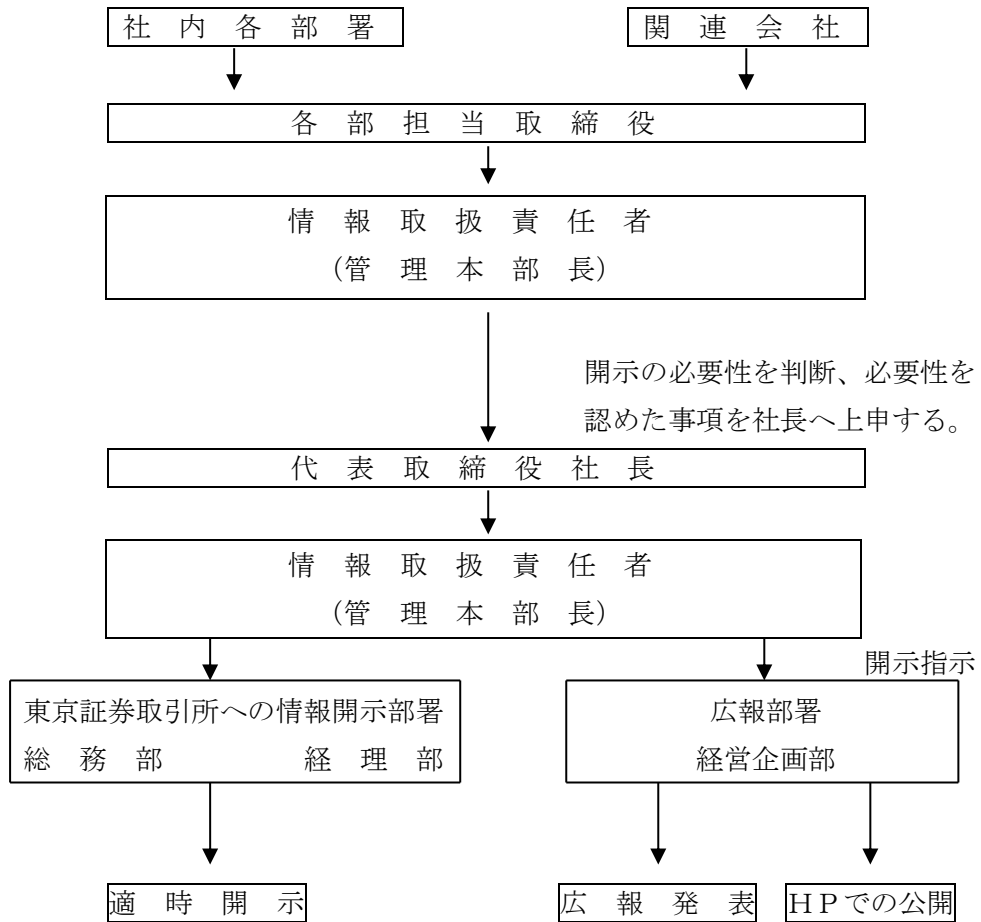 社　内　各　部　署
関　連　会　社
各　部　担　当　取　締　役
情　報　取　扱　責　任　者
（管　理　本　部　長）
開示の必要性を判断、必要性を
認めた事項を社長へ上申する。
代　表　取　締　役　社　長
情　報　取　扱　責　任　者
（管　理　本　部　長）
開示指示
東京証券取引所への情報開示部署
総　務　部　　　経　理　部
広報部署
経営企画部
適　時　開　示
広　報　発　表
ＨＰでの公開